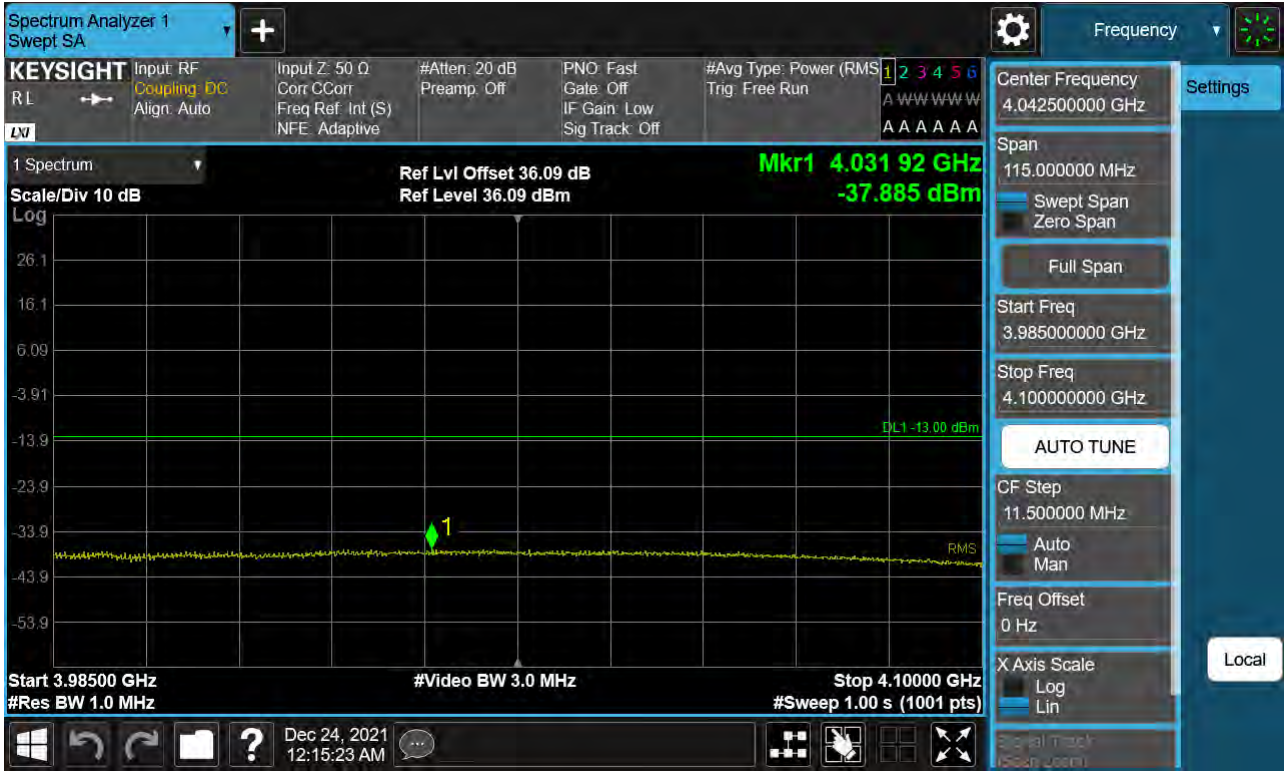 Spectrum Analyzer 1
Swept SA
Frequency
KEYSIGHT
R L
LXI
Input: RF
Coupling: DC
Align: Auto
Input Z: 50 Ω
Corr CCorr
Freq Ref: Int (S)
NFE: Adaptive
#Atten: 20 dB
Preamp: Off
PNO: Fast
Gate: Off
IF Gain: Low
Sig Track: Off
#Avg Type: Power (RMS
Trig: Free Run
1 2 3 4 5 6
A W W W W W
A A A A A A
1 Spectrum
Scale/Div 10 dB
Log
Ref Lvl Offset 36.09 dB
Ref Level 36.09 dBm
Mkr1 4.031 92 GHz
-37.885 dBm
26.1
16.1
6.09
-3.91
DL1 -13.00 dBm
-13.9
-23.9
-33.9
1
RMS
-43.9
-53.9
Start 3.98500 GHz
#Video BW 3.0 MHz
Stop 4.10000 GHz
#Res BW 1.0 MHz
#Sweep 1.00 s (1001 pts)
Center Frequency
4.042500000 GHz
Settings
Span
115.000000 MHz
Swept Span
Zero Span
Full Span
Start Freq
3.985000000 GHz
Stop Freq
4.100000000 GHz
AUTO TUNE
CF Step
11.500000 MHz
Auto
Man
Freq Offset
0 Hz
X Axis Scale
Log
Lin
Local
Signal Track
(Span Zoom)
?
Dec 24, 2021
12:15:23 AM